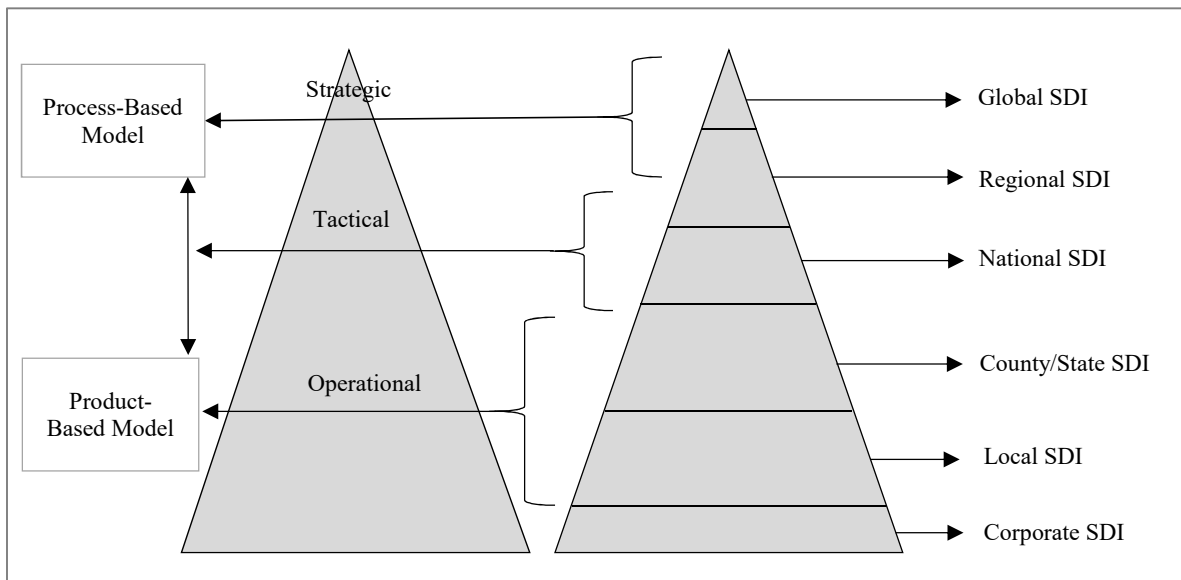 Strategic
Process-Based
Model
Global SDI
Regional SDI
Tactical
National SDI
County/State SDI
Operational
Product-
Based Model
Local SDI
Corporate SDI